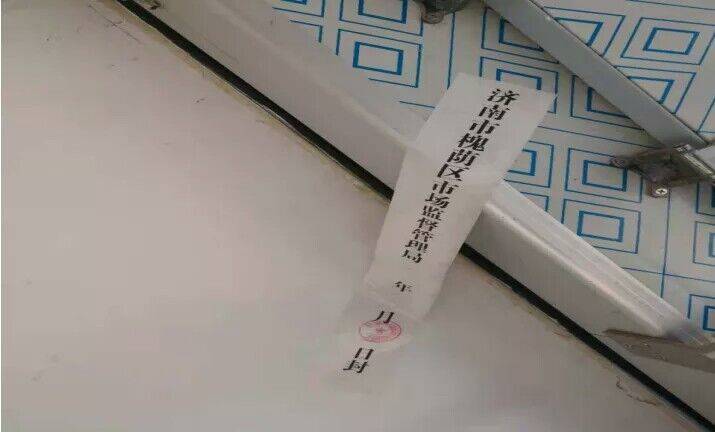 济南市槐荫区市场监督管理局 年 月 日封